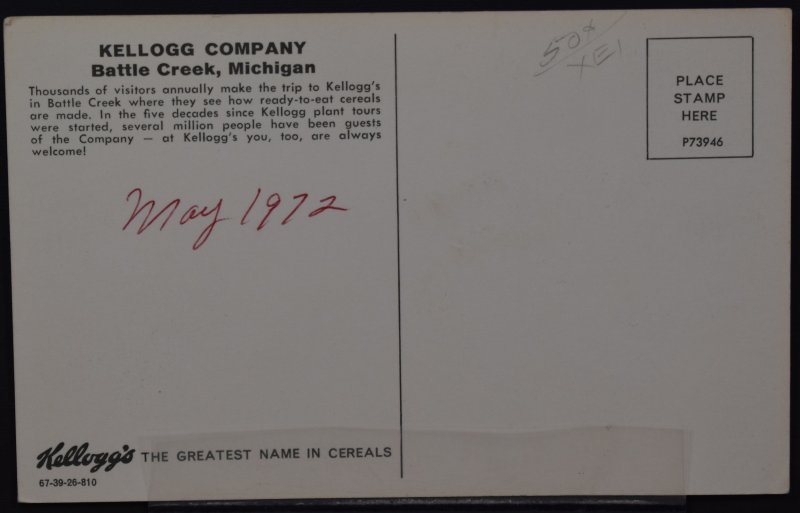 KELLOGG COMPANY
Battle Creek, Michigan
Thousands of visitors annually make the trip to Kellogg's
in Battle Creek where they see how ready-to-eat cereals
are made. In the five decades since Kellogg plant tours
were started, several million people have been guests
of the Company — at Kellogg's you, too, are always
welcome!
May 1972
Kellogg's THE GREATEST NAME IN CEREALS
67-39-26-810
PLACE
STAMP
HERE
P73946